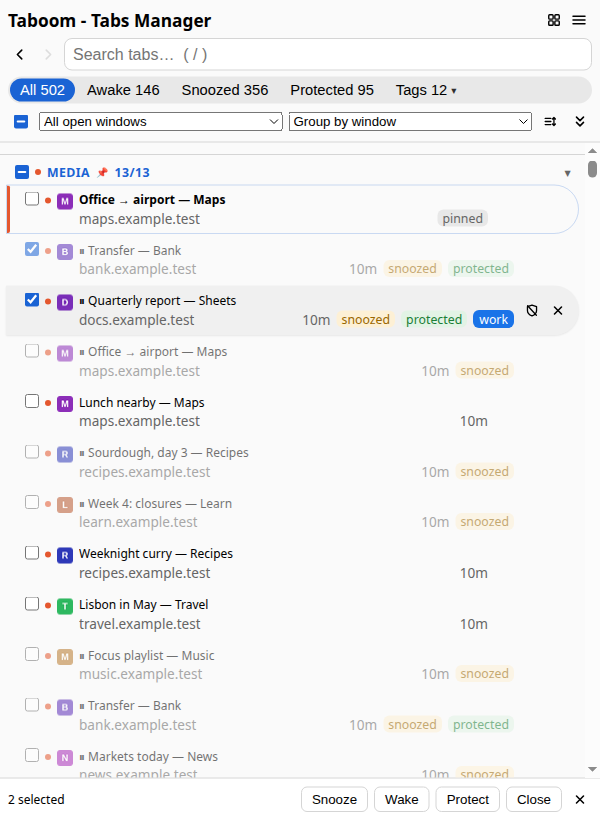 Taboom - Tabs Manager
Search tabs… ( / )
All 502 Awake 146 Snoozed 356 Protected 95 Tags 12 ▾
All open windows Group by window
MEDIA 📌 13/13 ▾
M Office → airport — Maps
maps.example.test pinned
B Transfer — Bank
bank.example.test 10m snoozed protected
D Quarterly report — Sheets
docs.example.test 10m snoozed protected work
M Office → airport — Maps
maps.example.test 10m snoozed
M Lunch nearby — Maps
maps.example.test 10m
R Sourdough, day 3 — Recipes
recipes.example.test 10m snoozed
L Week 4: closures — Learn
learn.example.test 10m snoozed
R Weeknight curry — Recipes
recipes.example.test 10m
T Lisbon in May — Travel
travel.example.test 10m
M Focus playlist — Music
music.example.test 10m snoozed
B Transfer — Bank
bank.example.test 10m snoozed protected
N Markets today — News
news.example.test 10m snoozed
2 selected Snooze Wake Protect Close